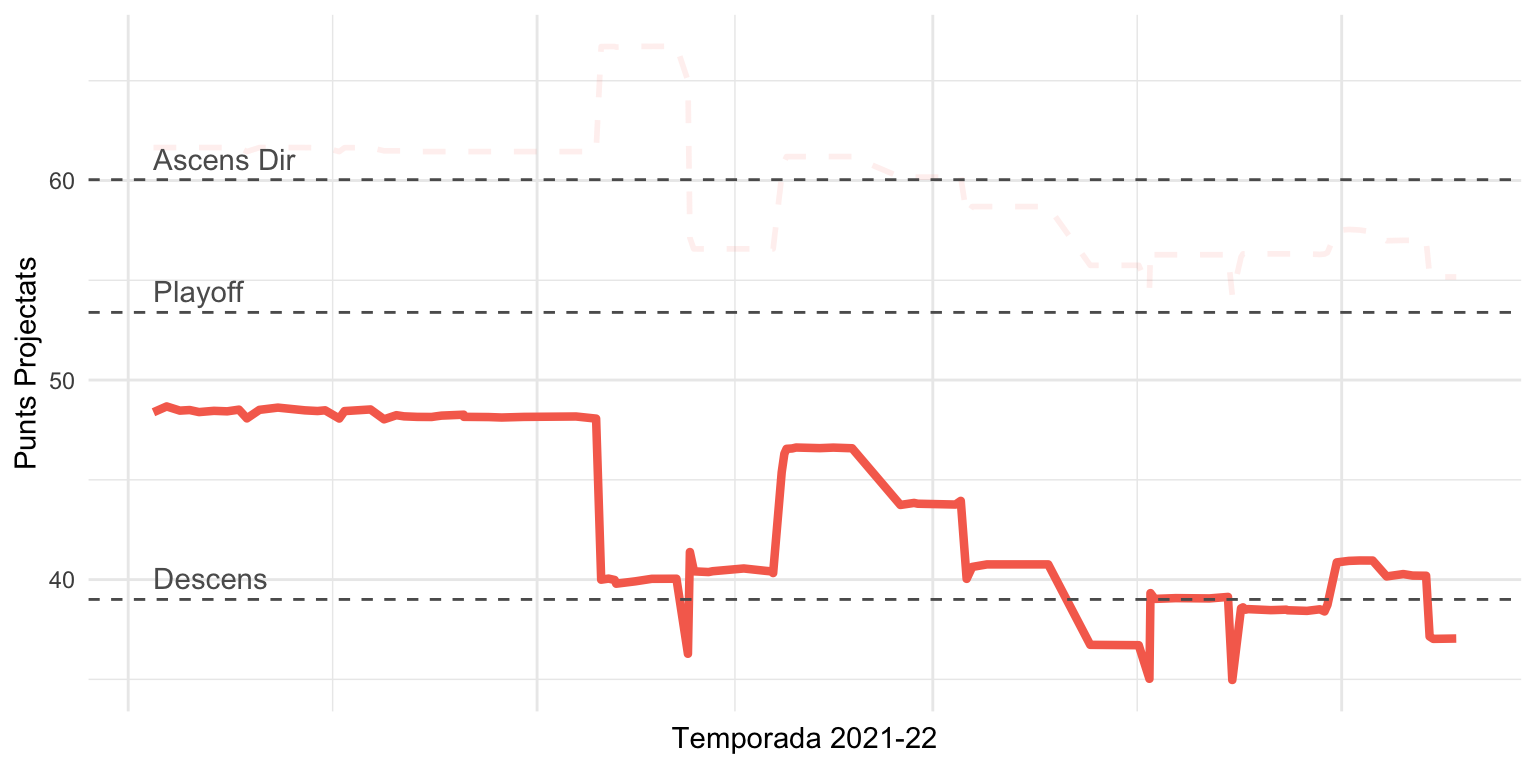 Ascens Dir
60
Playoff
50
Descens
40
Punts Projectats
Temporada 2021-22